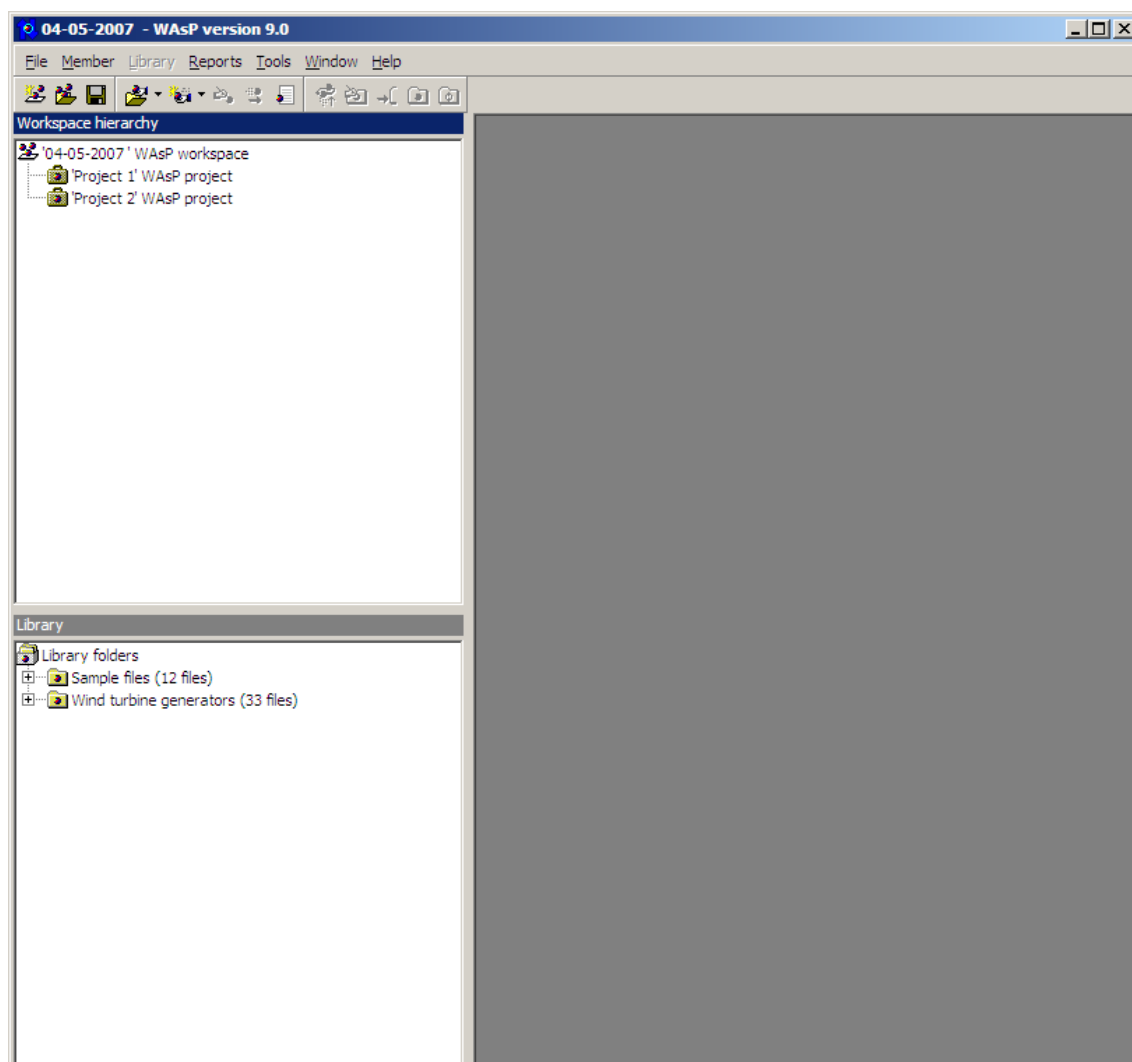 04-05-2007 - WAsP version 9.0
File Member Library Reports Tools Window Help
Workspace hierarchy
'04-05-2007 ' WAsP workspace
'Project 1' WAsP project
'Project 2' WAsP project
Library
Library folders
Sample files (12 files)
Wind turbine generators (33 files)